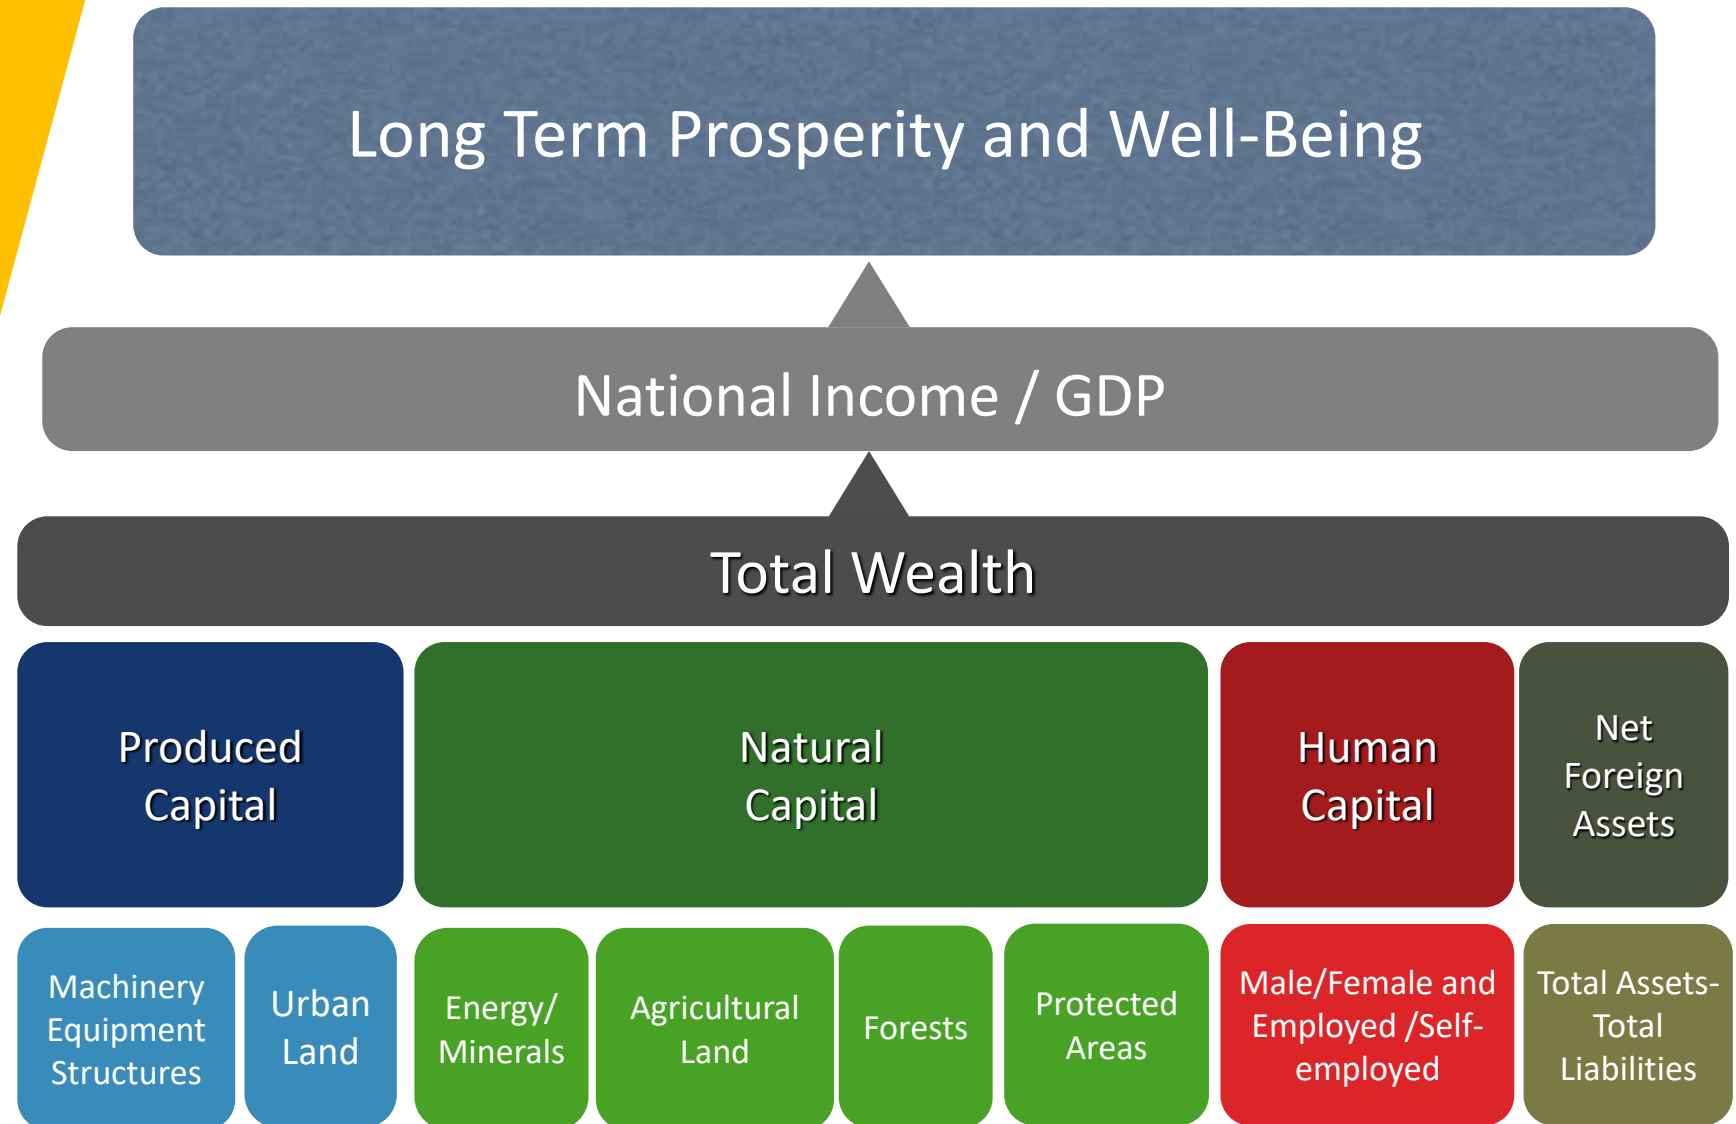 Long Term Prosperity and Well-Being
National Income / GDP
Total Wealth
Produced
Capital
Natural
Capital
Human
Capital
Net
Foreign
Assets
Machinery
Equipment
Structures
Urban
Land
Energy/
Minerals
Agricultural
Land
Forests
Protected
Areas
Male/Female and
Employed /Self-
employed
Total Assets-
Total
Liabilities